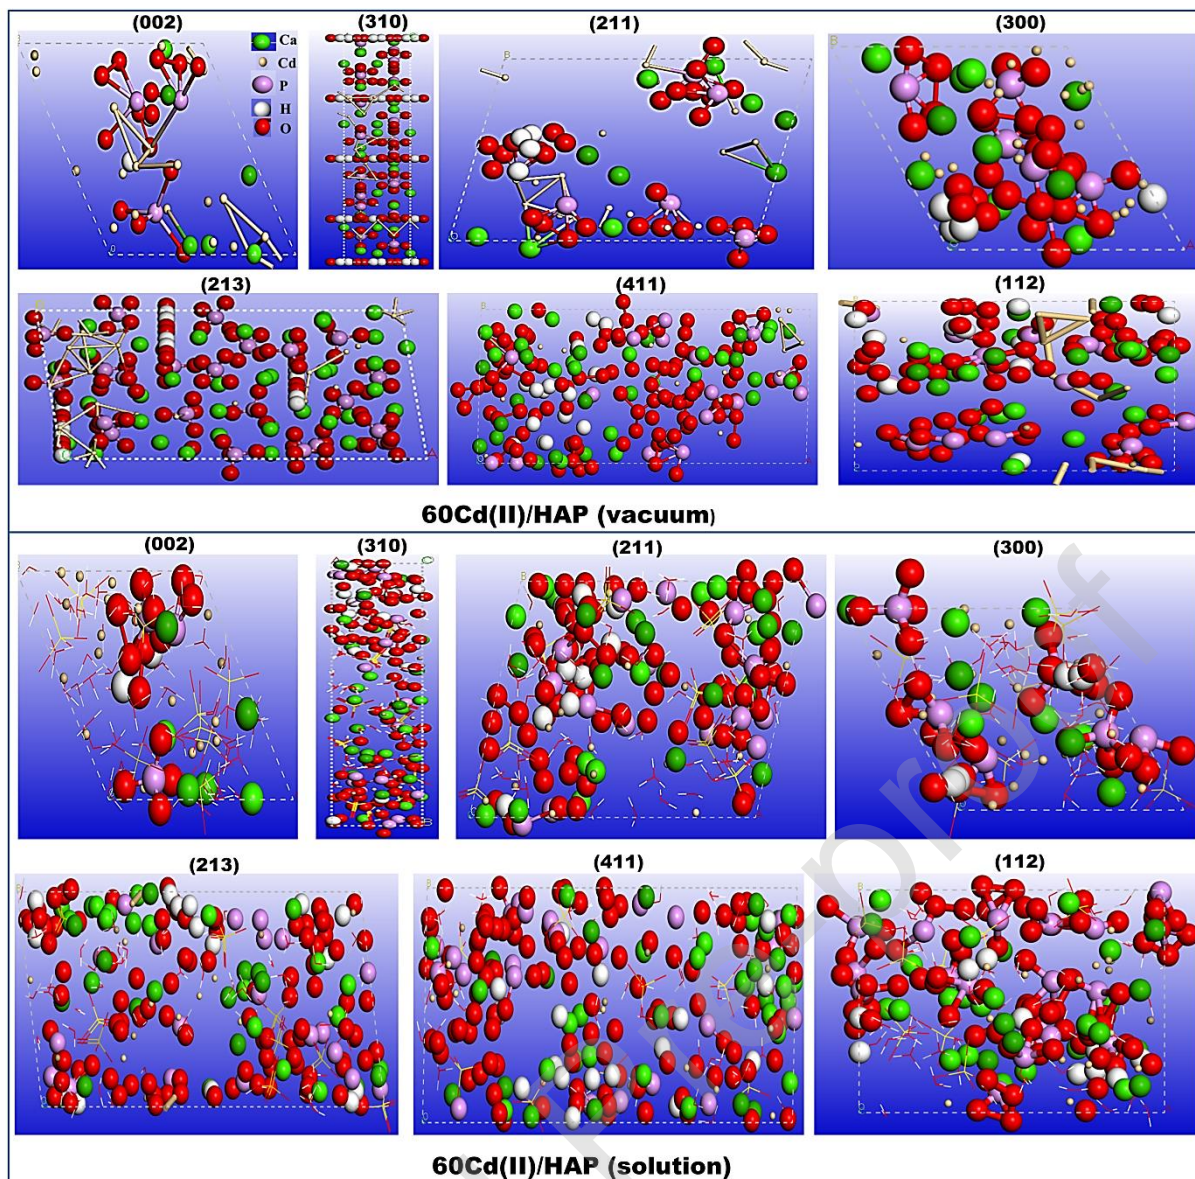 (002) (310) (211) (300)
Ca
Cd
P
H
O
(213) (411) (112)
60Cd(II)/HAP (vacuum)
(002) (310) (211) (300)
(213) (411) (112)
60Cd(II)/HAP (solution)